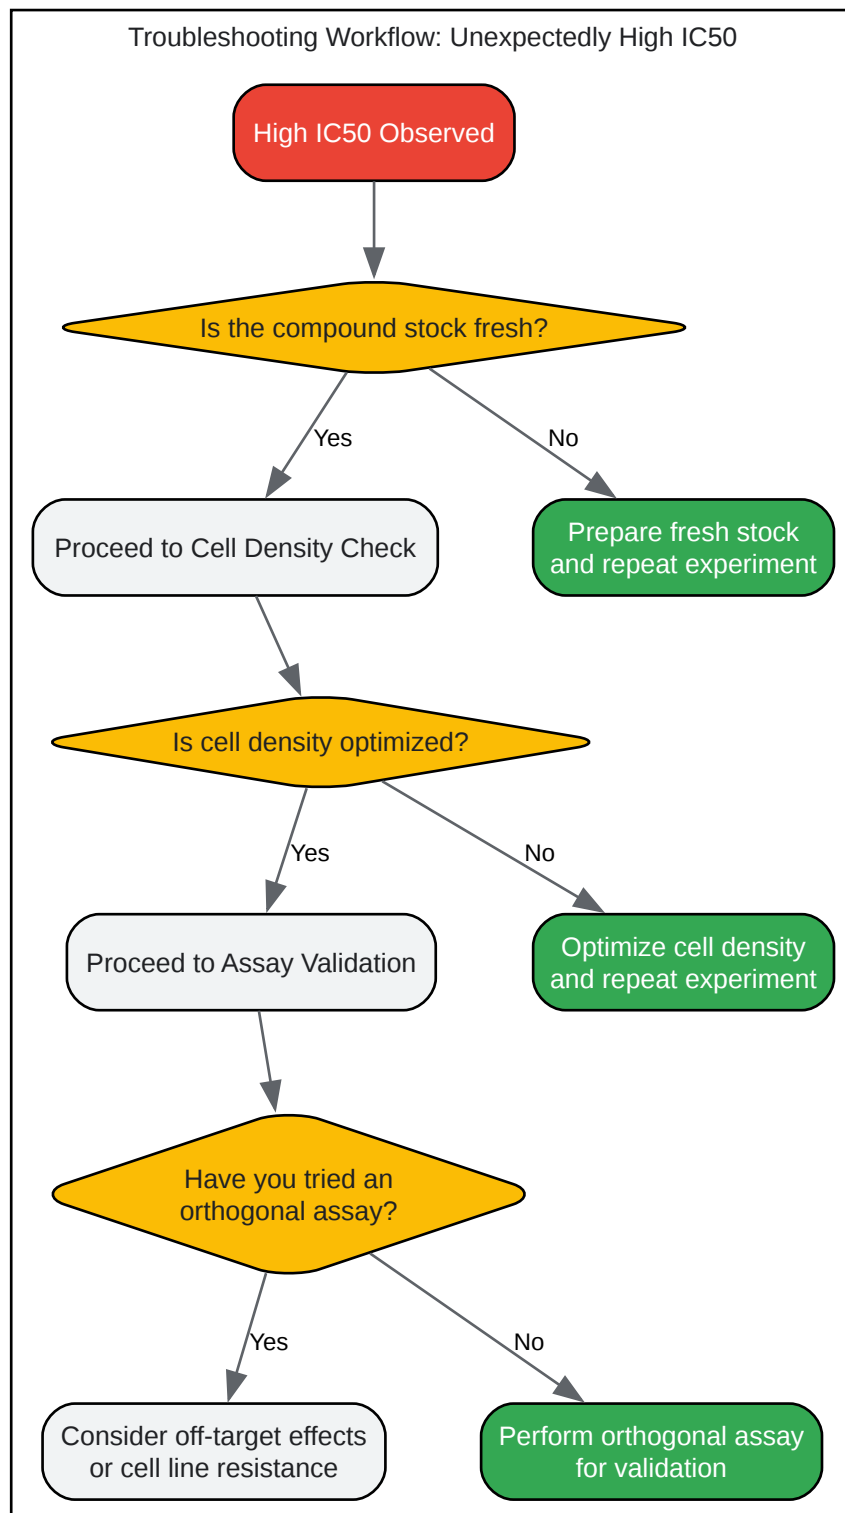 Troubleshooting Workflow: Unexpectedly High IC50
High IC50 Observed
Is the compound stock fresh?
Yes
No
Proceed to Cell Density Check
Prepare fresh stock
and repeat experiment
Is cell density optimized?
Yes
No
Proceed to Assay Validation
Optimize cell density
and repeat experiment
Have you tried an
orthogonal assay?
Yes
No
Consider off-target effects
or cell line resistance
Perform orthogonal assay
for validation